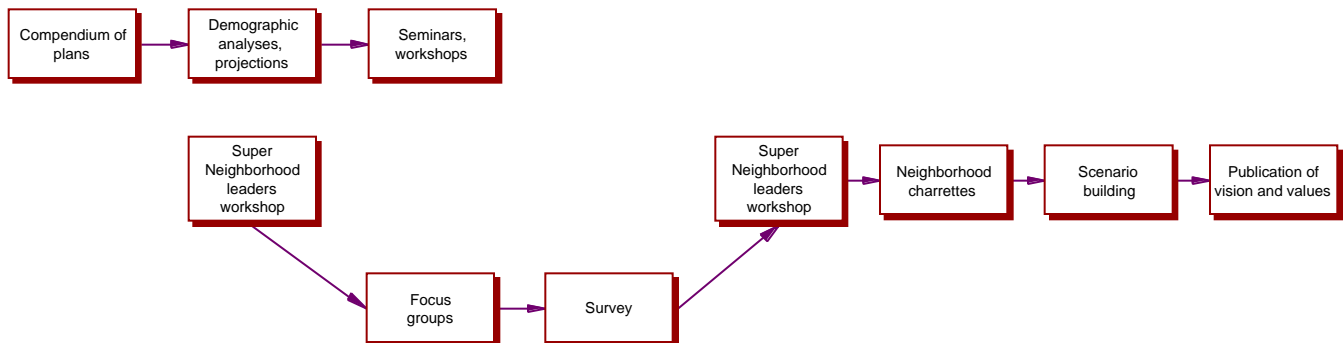 Compendium of
plans
Demographic
analyses,
projections
Seminars,
workshops
Super
Neighborhood
leaders
workshop
Focus
groups
Survey
Super
Neighborhood
leaders
workshop
Neighborhood
charrettes
Scenario
building
Publication of
vision and values